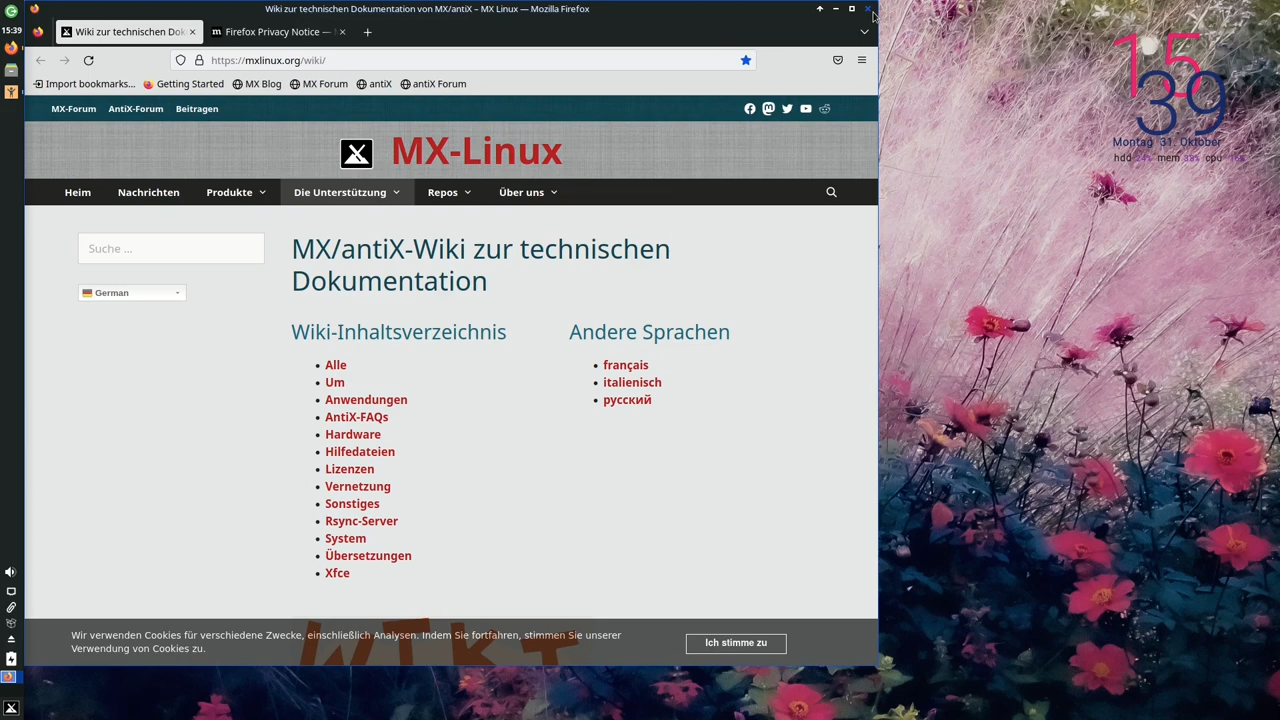 Wiki zur technischen Dokumentation von MX/antiX – MX Linux — Mozilla Firefox
15:39
Wiki zur technischen Dok
Firefox Privacy Notice —
https://mxlinux.org/wiki/
Import bookmarks... Getting Started MX Blog MX Forum antiX antiX Forum
MX-Forum AntiX-Forum Beitragen
MX-Linux
Heim Nachrichten Produkte Die Unterstützung Repos Über uns
Suche ...
German
MX/antiX-Wiki zur technischen
Dokumentation
Wiki-Inhaltsverzeichnis
Alle
Um
Anwendungen
AntiX-FAQs
Hardware
Hilfedateien
Lizenzen
Vernetzung
Sonstiges
Rsync-Server
System
Übersetzungen
Xfce
Andere Sprachen
français
italienisch
русский
WIKI
Wir verwenden Cookies für verschiedene Zwecke, einschließlich Analysen. Indem Sie fortfahren, stimmen Sie unserer
Verwendung von Cookies zu.
Ich stimme zu
15
39
Montag 31. Oktober
hdd 24% mem 33% cpu